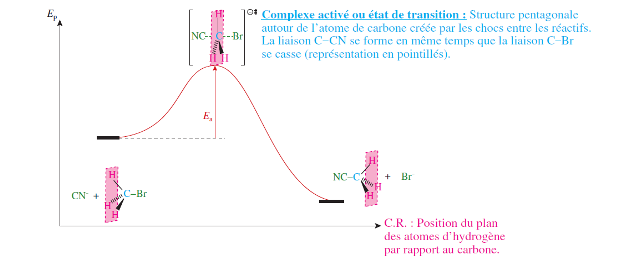 Eₚ
H
NC--C--Br
H H
⊖‡
Complexe activé ou état de transition : Structure pentagonale
autour de l'atome de carbone créée par les chocs entre les réactifs.
La liaison C–CN se forme en même temps que la liaison C–Br
se casse (représentation en pointillés).
Eₐ
H
CN⁻ + C–Br
H
H
H
NC–C + Br
H
H
C.R. : Position du plan
des atomes d'hydrogène
par rapport au carbone.